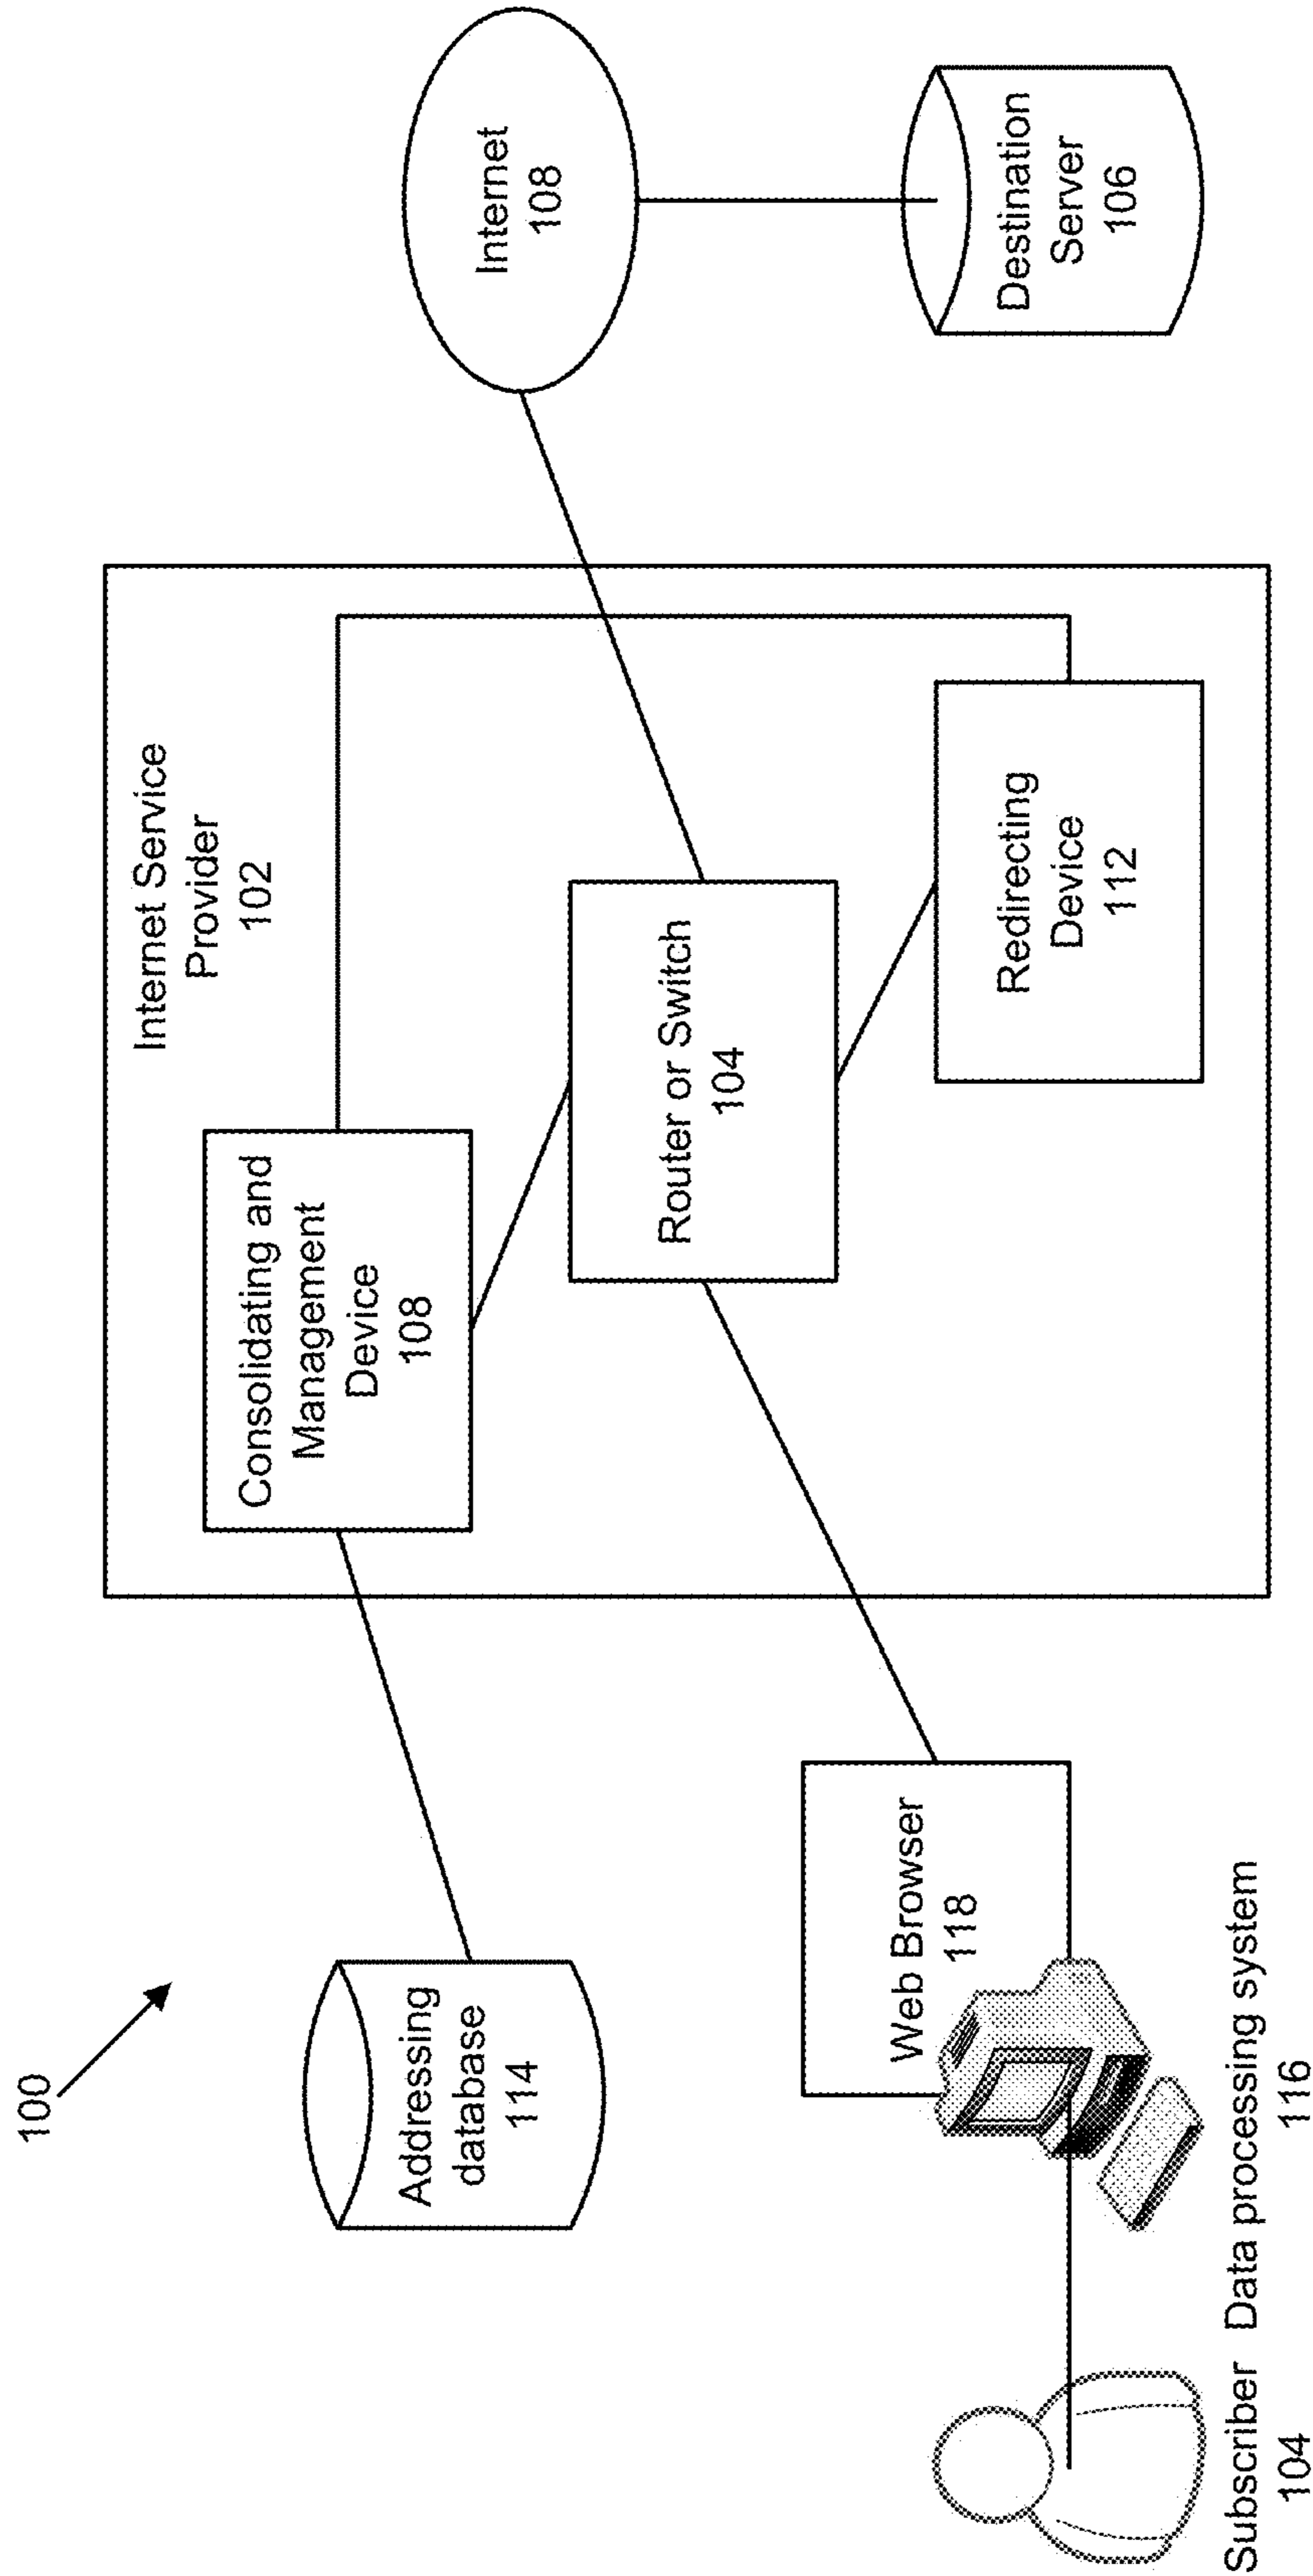 100
Internet Service
Provider
102
Consolidating and
Management
Device
108
Addressing
database
114
Internet
108
Router or Switch
104
Web Browser
118
Redirecting
Device
112
Destination
Server
106
Subscriber
104
Data processing system
116